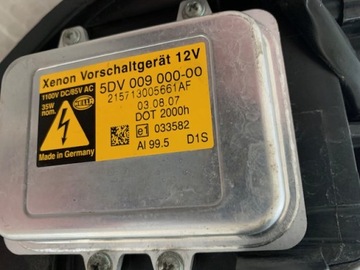 Xenon Vorschaltgerät 12V
1100V DC/85V AC
35W nom.
HELLA
5DV 009 000-00
215713005661AF
03.08.07
DOT 2000h
e1 033582
Made in Germany
Al 99.5 D1S